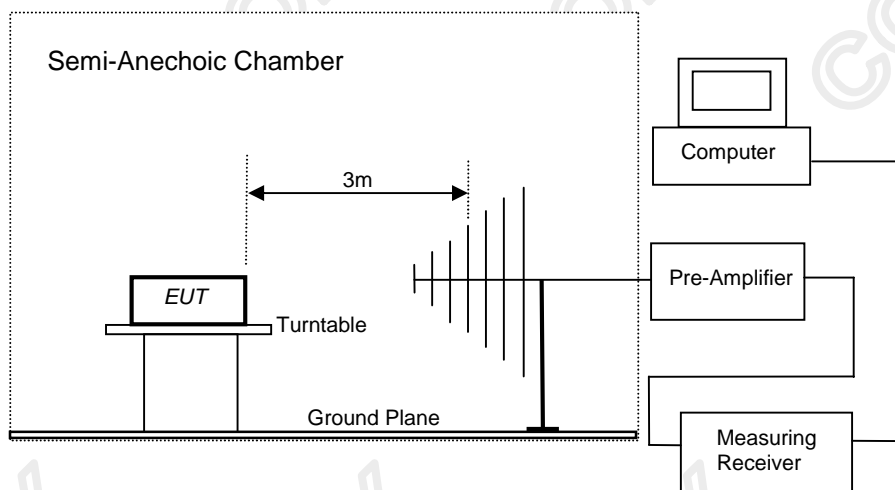 Semi-Anechoic Chamber
Computer
3m
Pre-Amplifier
EUT
Turntable
Ground Plane
Measuring
Receiver